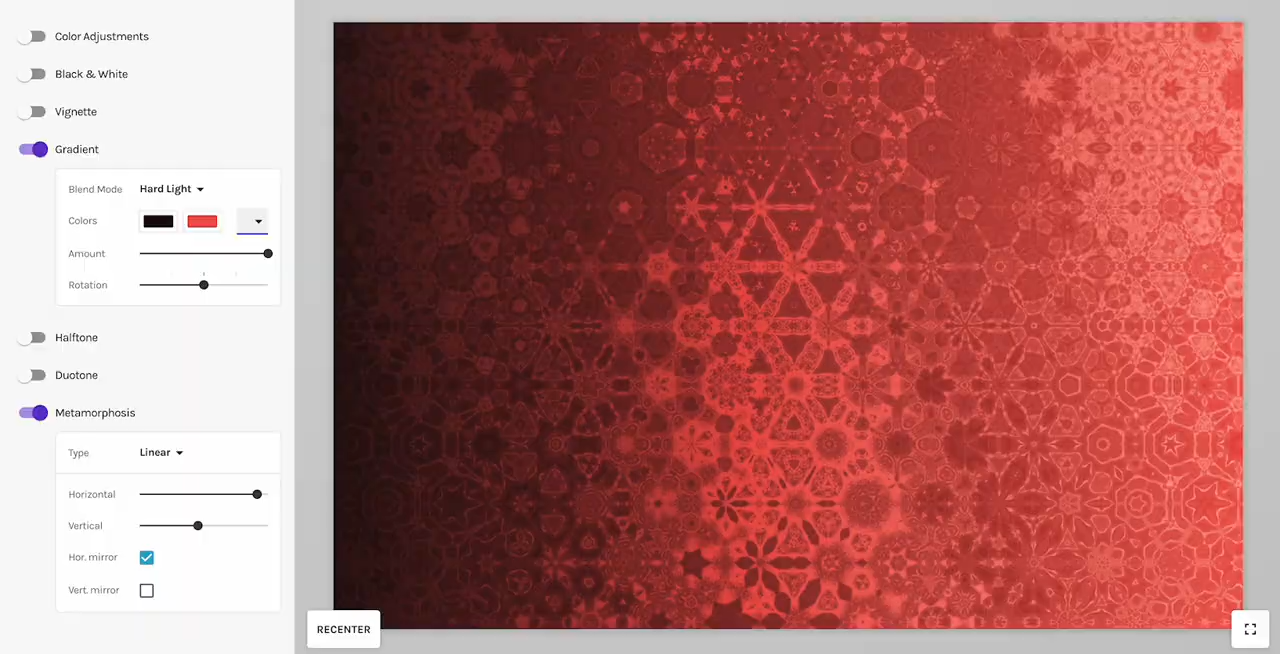 Color Adjustments
Black & White
Vignette
Gradient
Blend Mode Hard Light
Colors
Amount
Rotation
Halftone
Duotone
Metamorphosis
Type Linear
Horizontal
Vertical
Hor. mirror
Vert. mirror
RECENTER